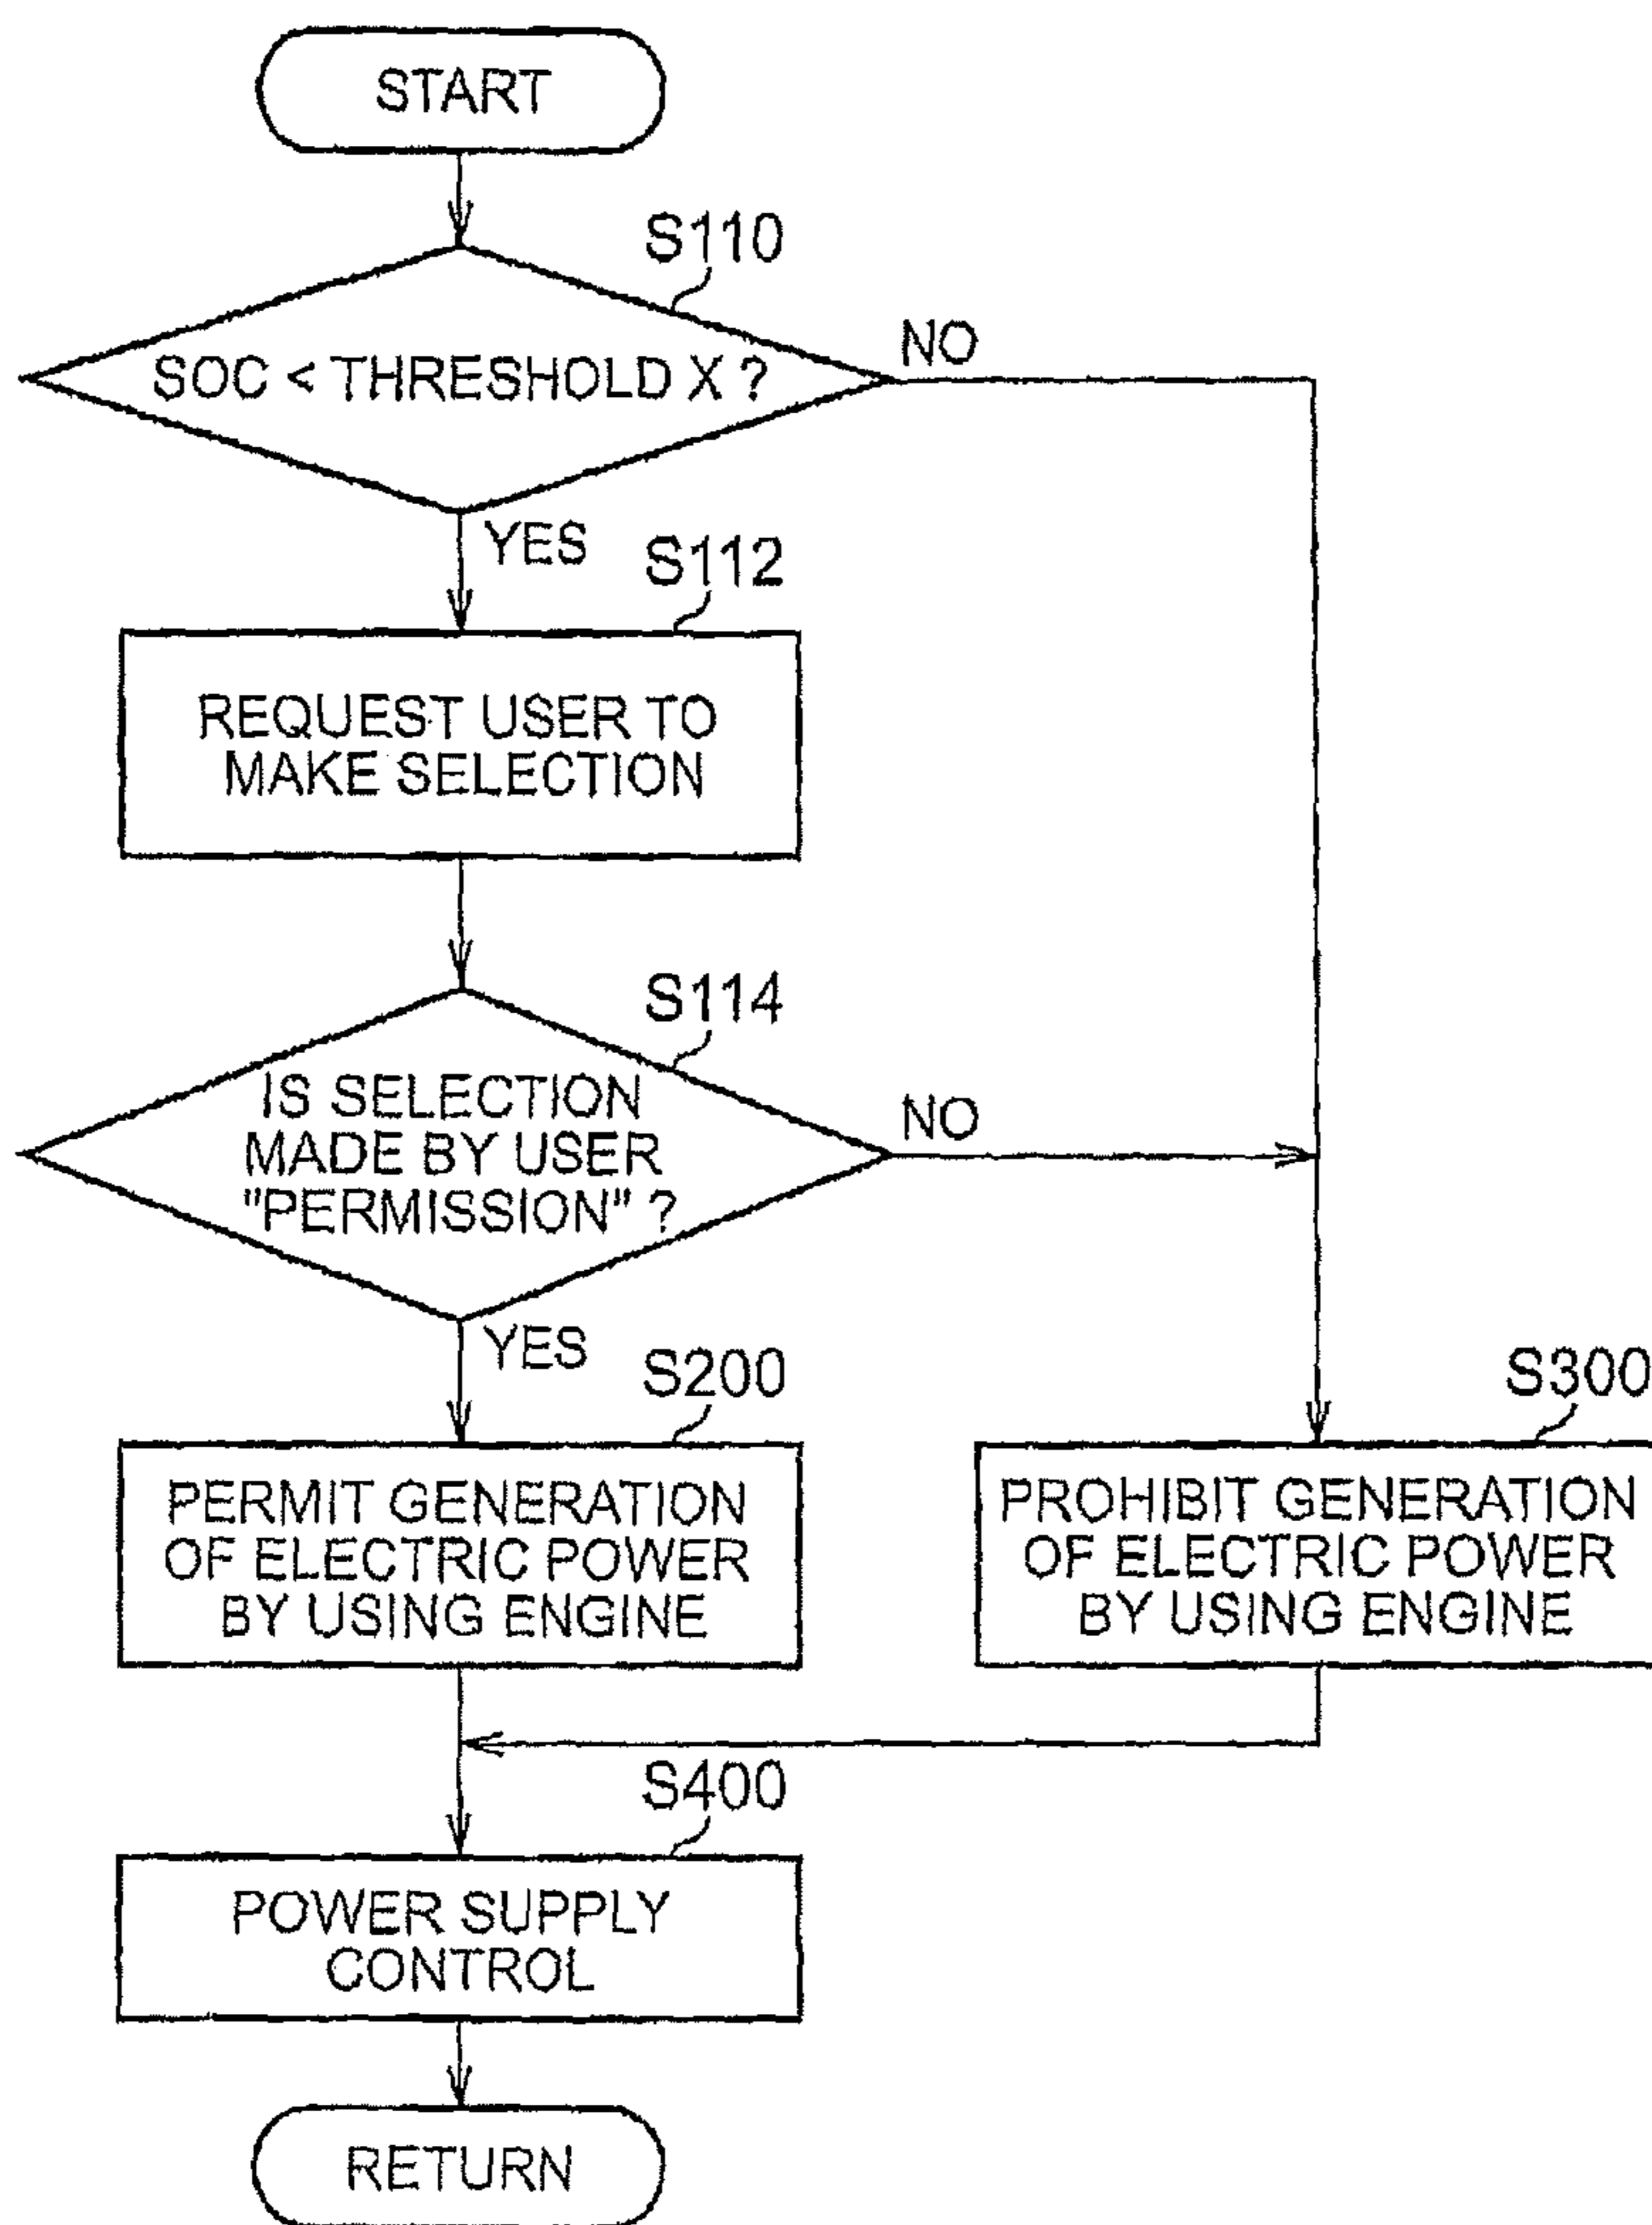 START
S110
SOC < THRESHOLD X ?
NO
YES
S112
REQUEST USER TO
MAKE SELECTION
S114
IS SELECTION
MADE BY USER
"PERMISSION" ?
NO
YES
S200
PERMIT GENERATION
OF ELECTRIC POWER
BY USING ENGINE
S300
PROHIBIT GENERATION
OF ELECTRIC POWER
BY USING ENGINE
S400
POWER SUPPLY
CONTROL
RETURN